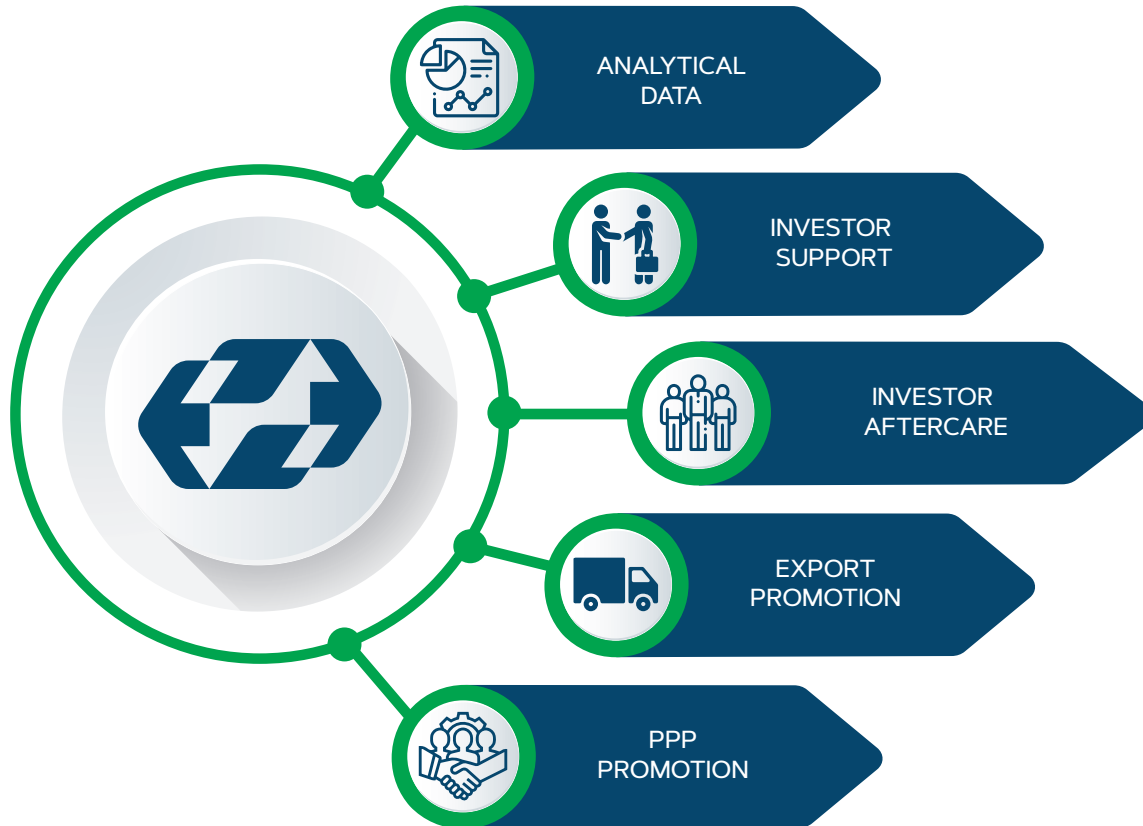 ANALYTICAL
DATA
INVESTOR
SUPPORT
INVESTOR
AFTERCARE
EXPORT
PROMOTION
PPP
PROMOTION